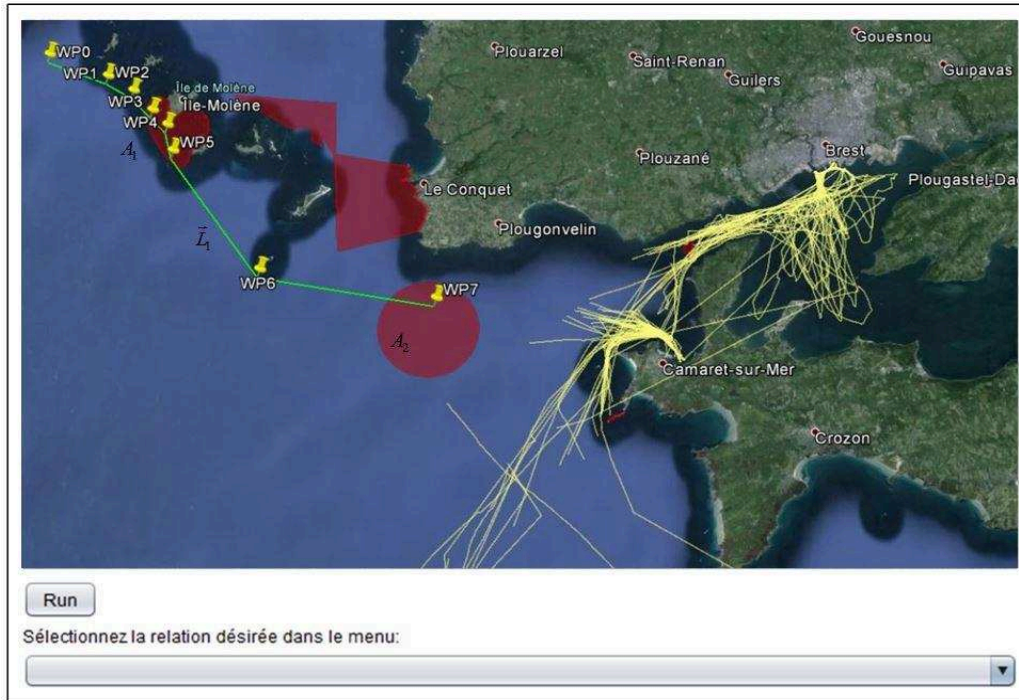 Gouesnou
WP0
Plouarzel
Saint-Renan
Guipavas
WP1
WP2
Guilers
Île de Molène
WP3
Île-Molène
WP4
A₁
WP5
Plouzané
Brest
Le Conquet
Plougastel-Dao
Plougonvelin
L⃗₁
WP6
WP7
A₂
Camaret-sur-Mer
Crozon
Run
Sélectionnez la relation désirée dans le menu: